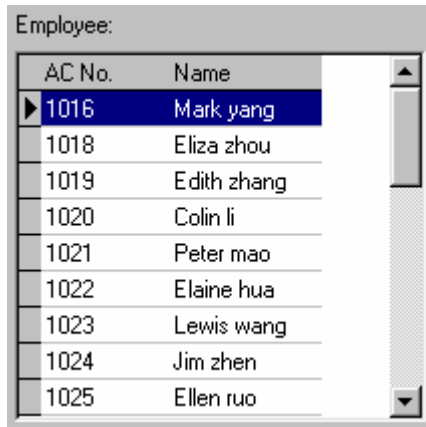 Employee:
AC No. Name
1016 Mark yang
1018 Eliza zhou
1019 Edith zhang
1020 Colin li
1021 Peter mao
1022 Elaine hua
1023 Lewis wang
1024 Jim zhen
1025 Ellen ruo